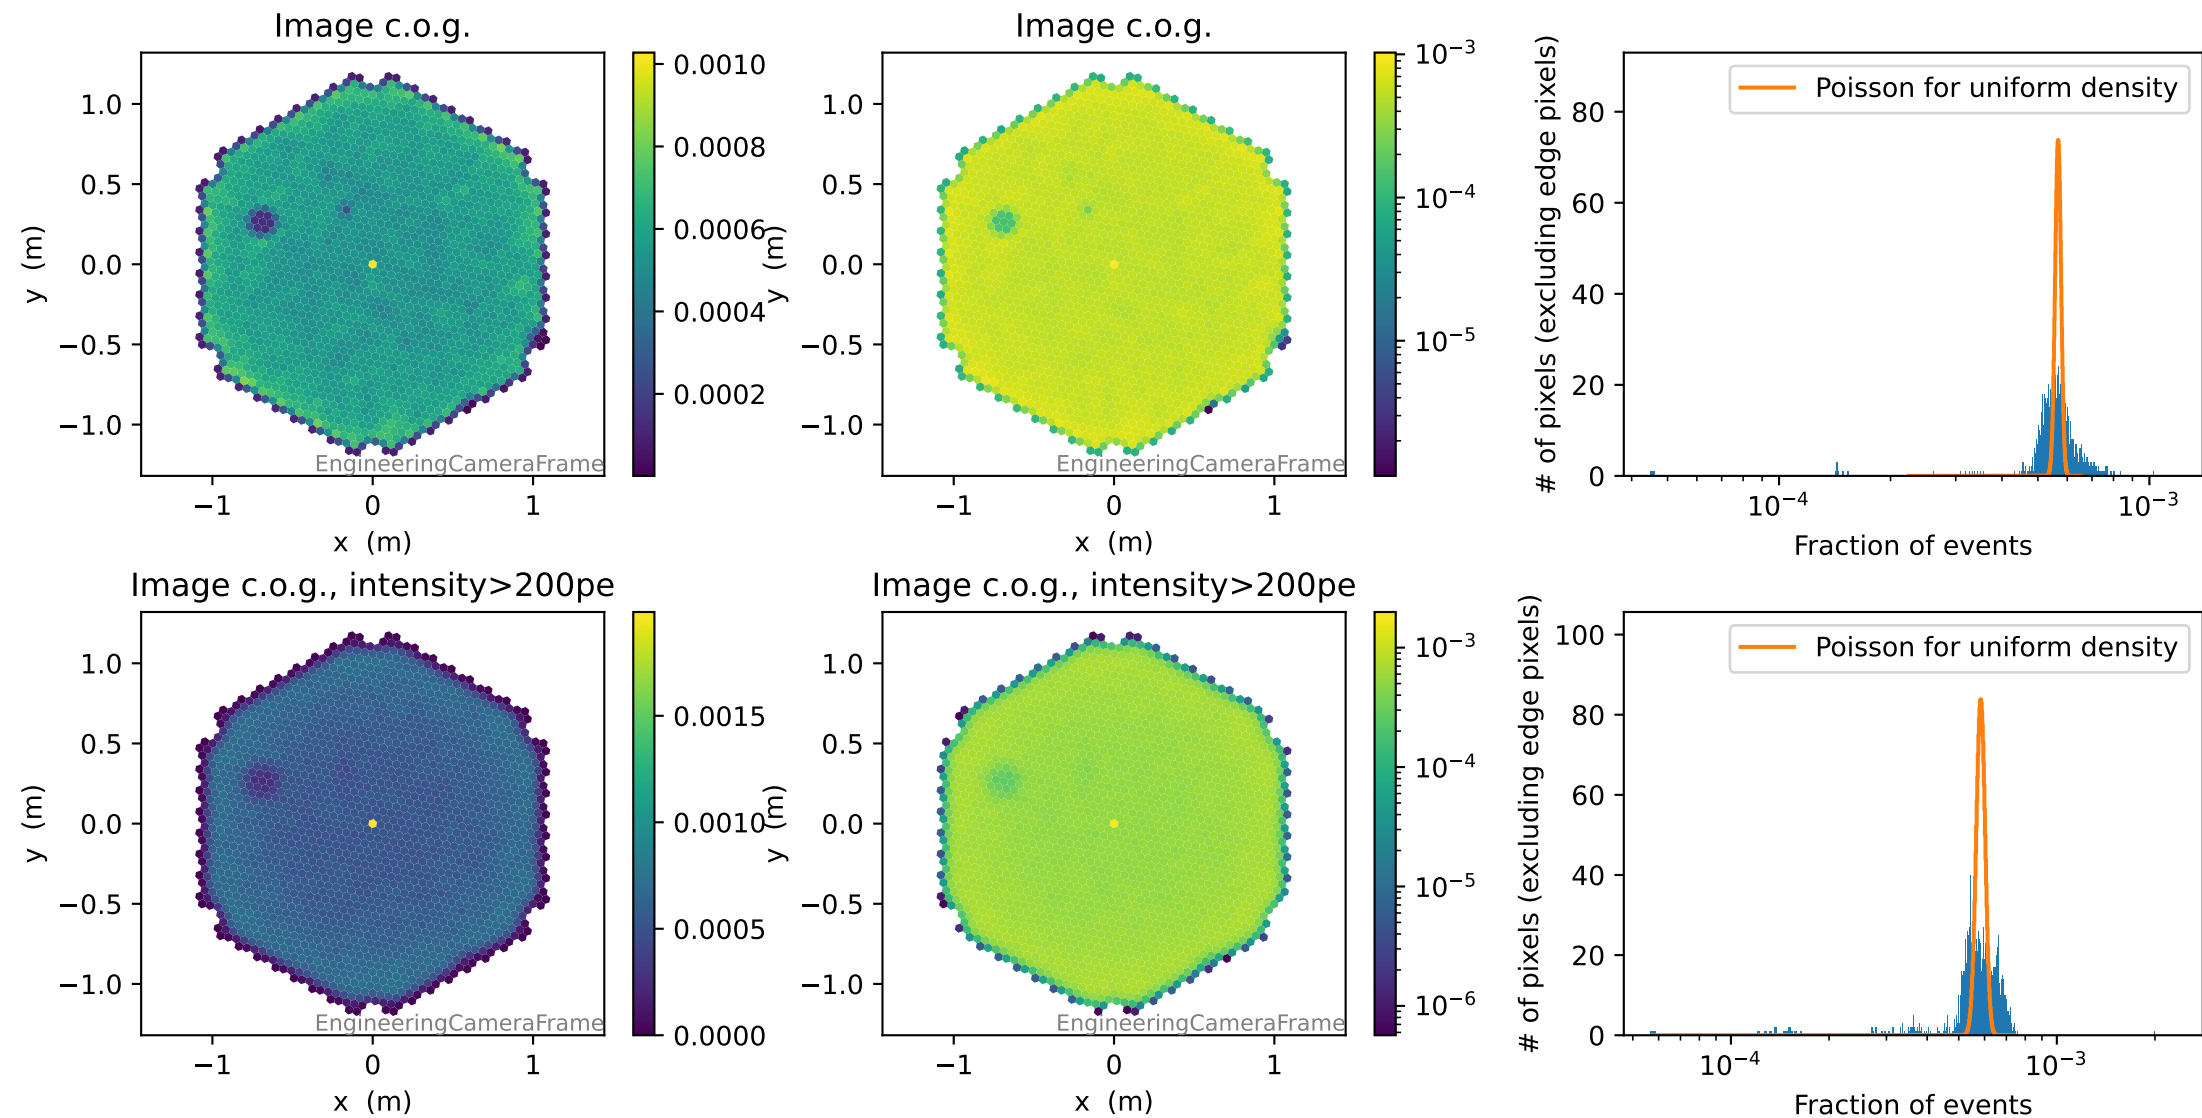 Image c.o.g.
1.0
0.5
0.0
−0.5
−1.0
y (m)
−1
0
1
x (m)
EngineeringCameraFrame
0.0010
0.0008
0.0006
0.0004
0.0002
Image c.o.g.
1.0
0.5
0.0
−0.5
−1.0
y (m)
−1
0
1
x (m)
EngineeringCameraFrame
10⁻³
10⁻⁴
10⁻⁵
# of pixels (excluding edge pixels)
80
60
40
20
0
Poisson for uniform density
10⁻⁴
10⁻³
Fraction of events
Image c.o.g., intensity>200pe
1.0
0.5
0.0
−0.5
−1.0
y (m)
−1
0
1
x (m)
EngineeringCameraFrame
0.0015
0.0010
0.0005
0.0000
Image c.o.g., intensity>200pe
1.0
0.5
0.0
−0.5
−1.0
y (m)
−1
0
1
x (m)
EngineeringCameraFrame
10⁻³
10⁻⁴
10⁻⁵
10⁻⁶
# of pixels (excluding edge pixels)
100
80
60
40
20
0
Poisson for uniform density
10⁻⁴
10⁻³
Fraction of events